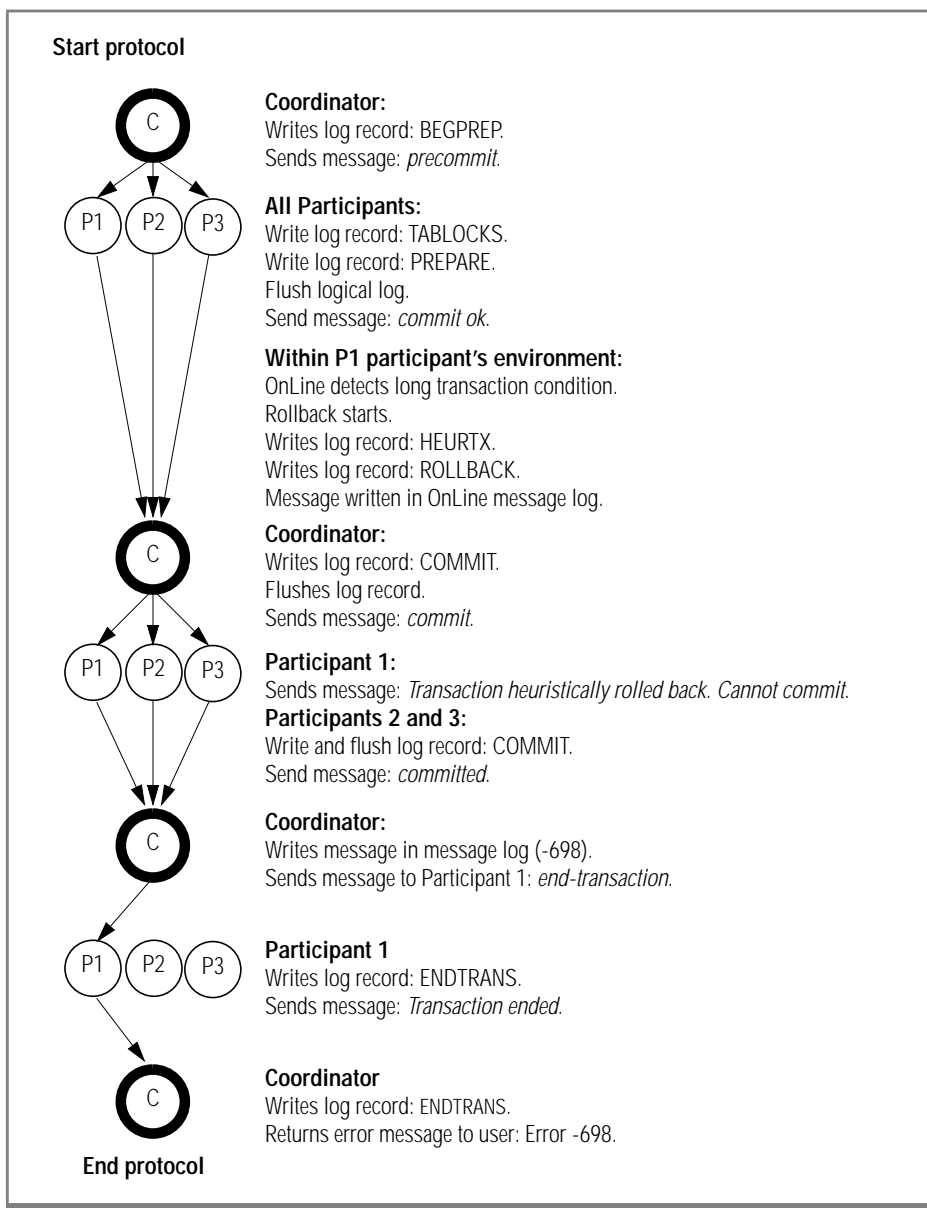 Start protocol
C
Coordinator:
Writes log record: BEGPREP.
Sends message: precommit.
P1 P2 P3
All Participants:
Write log record: TABLOCKS.
Write log record: PREPARE.
Flush logical log.
Send message: commit ok.
Within P1 participant's environment:
OnLine detects long transaction condition.
Rollback starts.
Writes log record: HEURTX.
Writes log record: ROLLBACK.
Message written in OnLine message log.
C
Coordinator:
Writes log record: COMMIT.
Flushes log record.
Sends message: commit.
P1 P2 P3
Participant 1:
Sends message: Transaction heuristically rolled back. Cannot commit.
Participants 2 and 3:
Write and flush log record: COMMIT.
Send message: committed.
C
Coordinator:
Writes message in message log (-698).
Sends message to Participant 1: end-transaction.
P1 P2 P3
Participant 1
Writes log record: ENDTRANS.
Sends message: Transaction ended.
C
Coordinator
Writes log record: ENDTRANS.
Returns error message to user: Error -698.
End protocol